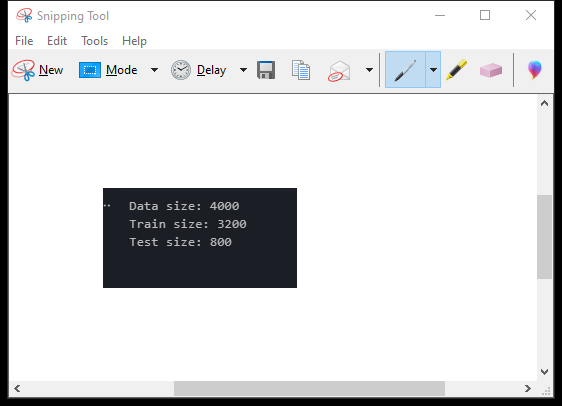 Snipping Tool
File Edit Tools Help
New Mode Delay
Data size: 4000
Train size: 3200
Test size: 800